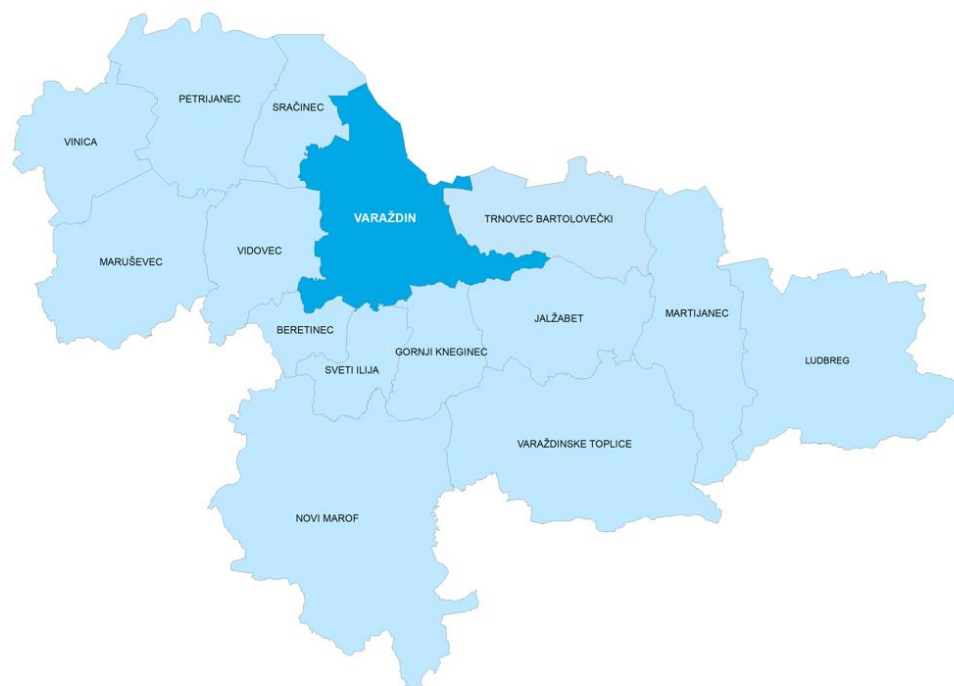 PETRIJANEC
SRAČINEC
VINICA
VARAŽDIN
TRNOVEC BARTOLOVEČKI
VIDOVEC
MARUŠEVEC
MARTIJANEC
JALŽABET
BERETINEC
GORNJI KNEGINEC
LUDBREG
SVETI ILIJA
VARAŽDINSKE TOPLICE
NOVI MAROF